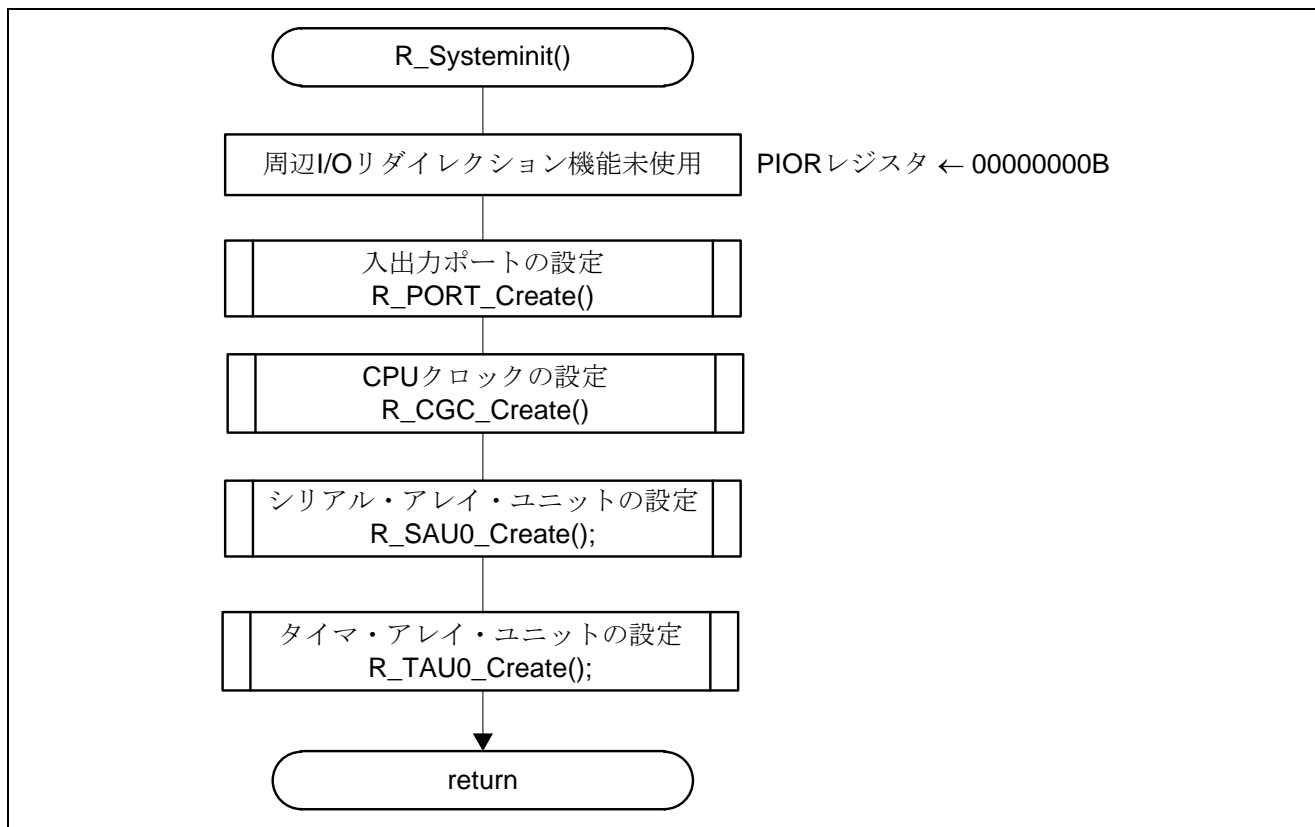 R_Systeminit()
周辺I/Oリダイレクション機能未使用 PIORレジスタ ← 00000000B
入出力ポートの設定
R_PORT_Create()
CPUクロックの設定
R_CGC_Create()
シリアル・アレイ・ユニットの設定
R_SAU0_Create();
タイマ・アレイ・ユニットの設定
R_TAU0_Create();
return